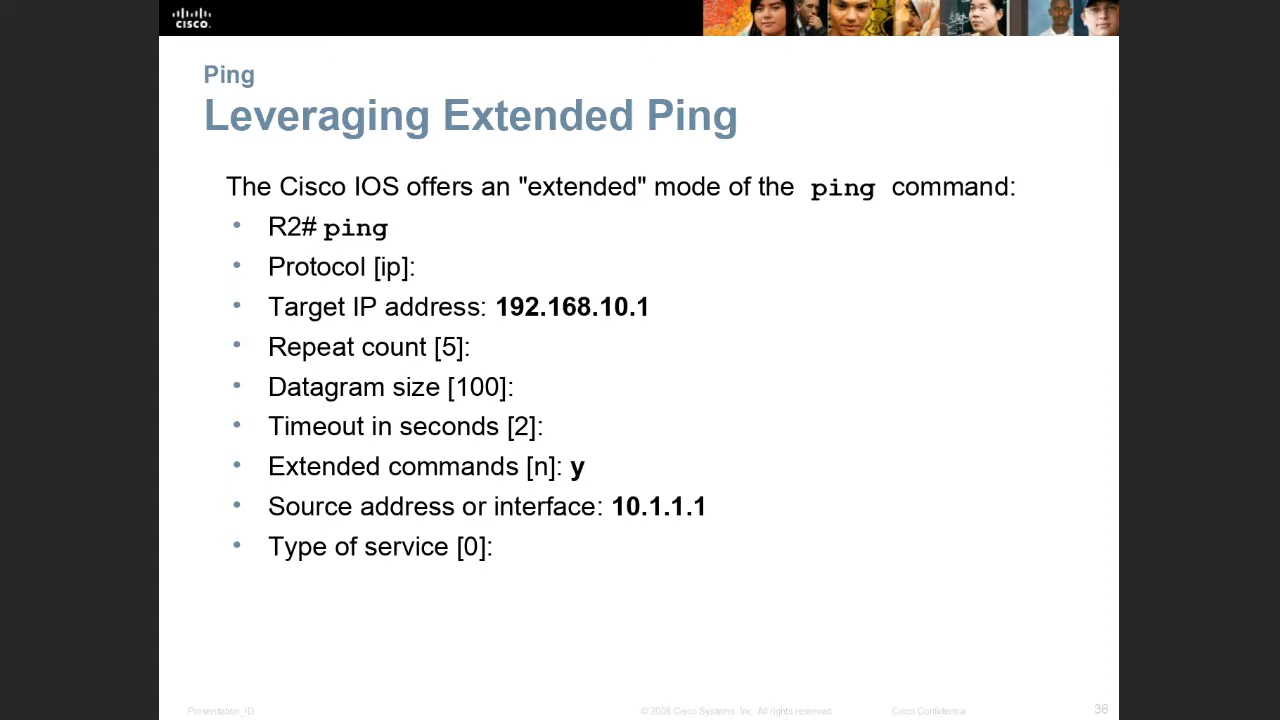 CISCO.
Ping
Leveraging Extended Ping
The Cisco IOS offers an "extended" mode of the ping command:
• R2# ping
• Protocol [ip]:
• Target IP address: 192.168.10.1
• Repeat count [5]:
• Datagram size [100]:
• Timeout in seconds [2]:
• Extended commands [n]: y
• Source address or interface: 10.1.1.1
• Type of service [0]:
Presentation_ID © 2008 Cisco Systems, Inc. All rights reserved. Cisco Confidential 36